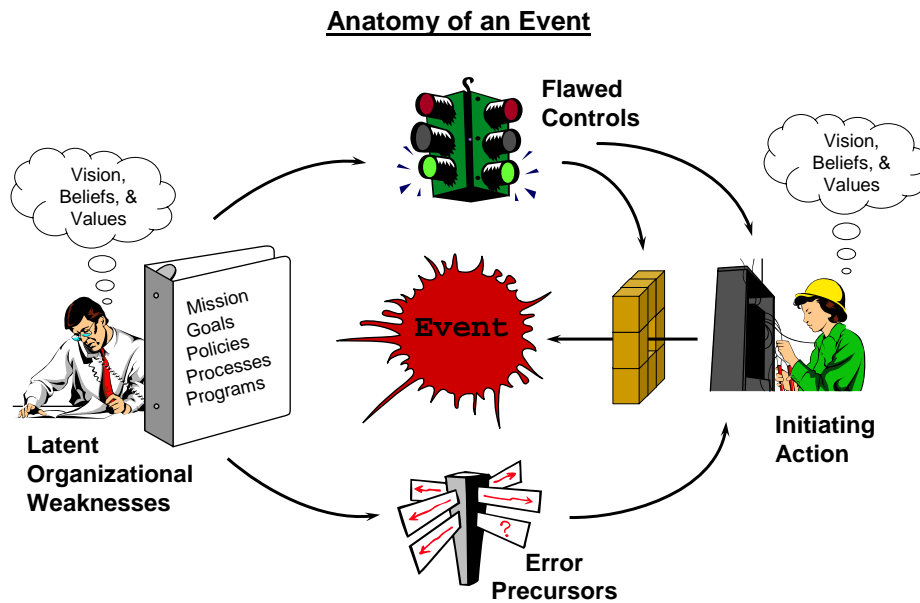 Anatomy of an Event
Flawed
Controls
Vision,
Beliefs, &
Values
Vision,
Beliefs, &
Values
Mission
Goals
Policies
Processes
Programs
Event
Latent
Organizational
Weaknesses
Initiating
Action
?
Error
Precursors